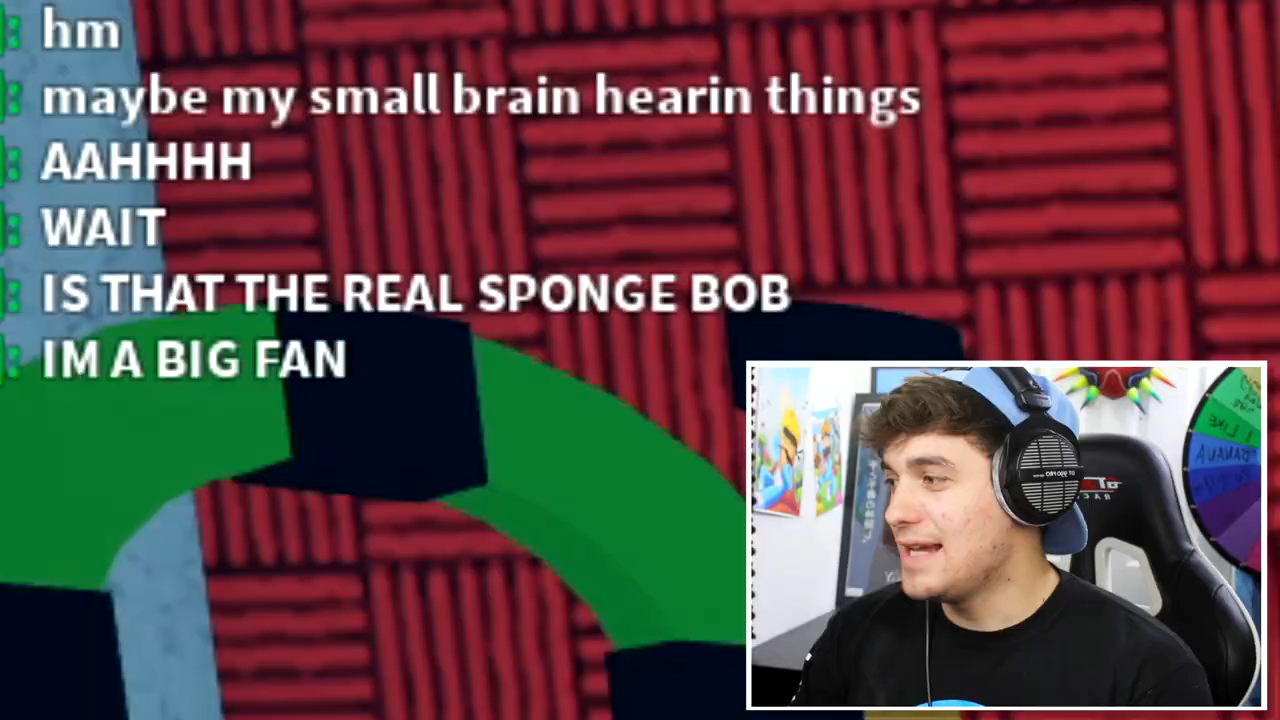 : hm
: maybe my small brain hearin things
: AAHHHH
: WAIT
: IS THAT THE REAL SPONGE BOB
: IM A BIG FAN